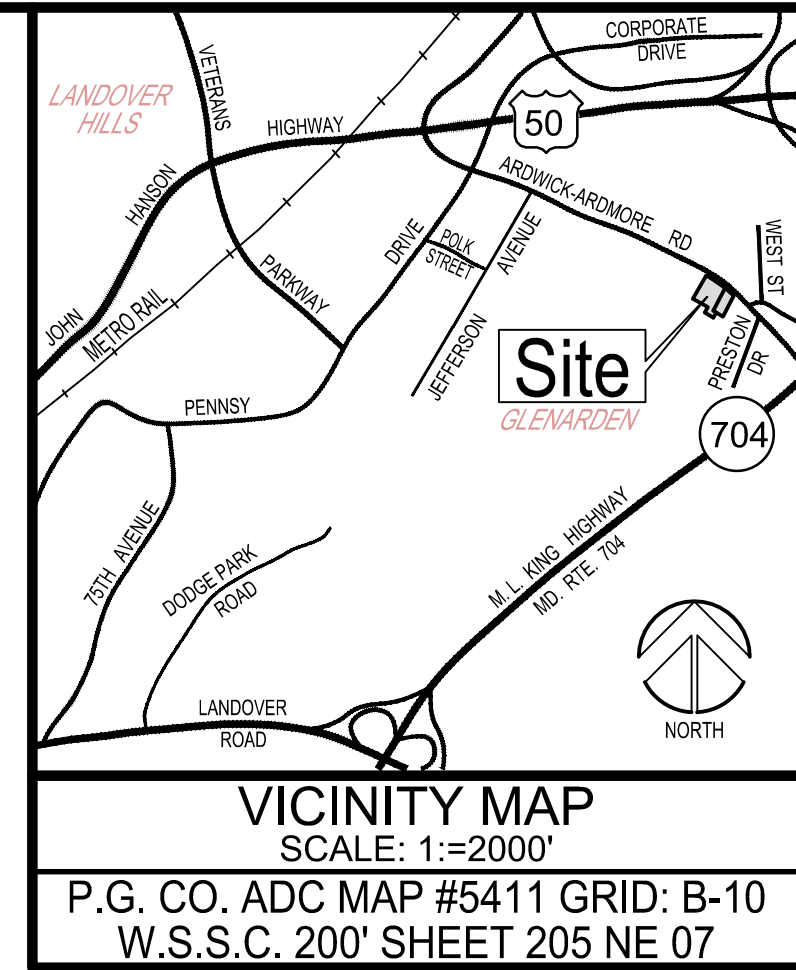 CORPORATE
DRIVE
VETERANS
LANDOVER
HILLS
HIGHWAY
50
HANSON
ARDWICK-ARDMORE RD
WEST ST
DRIVE
POLK
STREET
AVENUE
PARKWAY
JOHN
METRO RAIL
JEFFERSON
PRESTON
DR
Site
GLENARDEN
PENNSY
704
75TH AVENUE
DODGE PARK
ROAD
M. L. KING HIGHWAY
MD. RTE. 704
LANDOVER
ROAD
NORTH
VICINITY MAP
SCALE: 1:=2000'
P.G. CO. ADC MAP #5411 GRID: B-10
W.S.S.C. 200' SHEET 205 NE 07